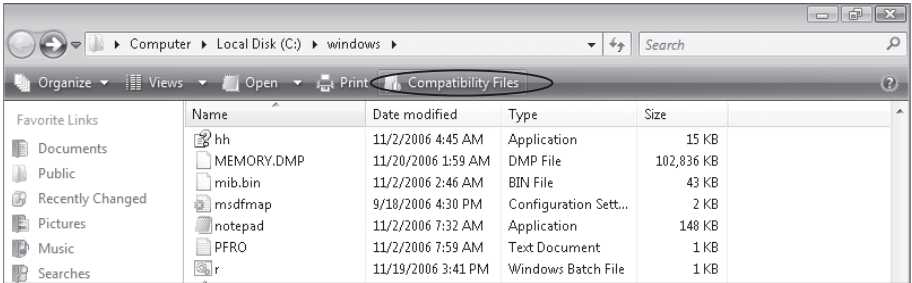 Computer Local Disk (C:) windows Search
Organize Views Open Print Compatibility Files
Favorite Links
Documents
Public
Recently Changed
Pictures
Music
Searches
Name Date modified Type Size
hh 11/2/2006 4:45 AM Application 15 KB
MEMORY.DMP 11/20/2006 1:59 AM DMP File 102,836 KB
mib.bin 11/2/2006 2:46 AM BIN File 43 KB
msdfmap 9/18/2006 4:30 PM Configuration Sett... 2 KB
notepad 11/2/2006 7:32 AM Application 148 KB
PFRO 11/2/2006 7:59 AM Text Document 1 KB
r 11/19/2006 3:41 PM Windows Batch File 1 KB